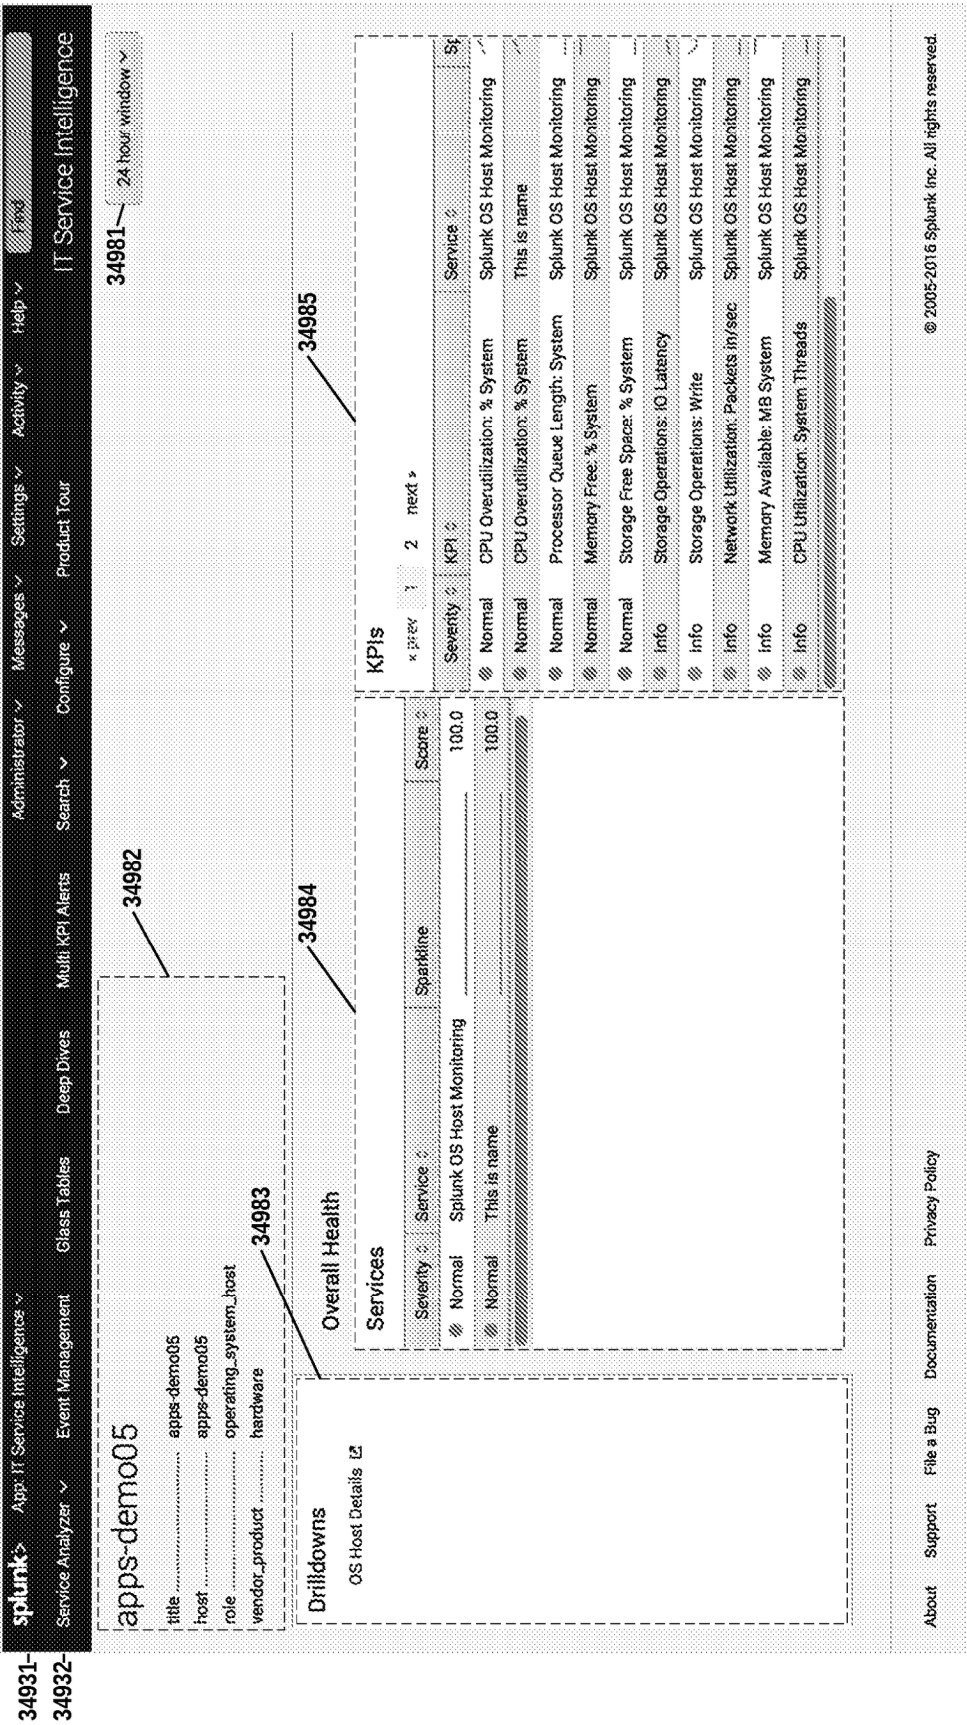 34931 splunk> App: IT Service Intelligence Administrator Messages Settings Activity Help Find
34932 Service Analyzer Event Management Glass Tables Deep Dives Multi KPI Alerts Search Configure Product Tour IT Service Intelligence
34981 24 hour window
apps-demo05
34982
title ........................ apps-demo05
host ........................ apps-demo05
role ........................ operating_system_host
vendor_product ........... hardware
34983
Drilldowns
OS Host Details
34984
34985
Overall Health
Services
Severity Service Sparkline Score
Normal Splunk OS Host Monitoring 100.0
Normal This is name 100.0
KPIs
« prev 1 2 next »
Severity KPI Service Sp
Normal CPU Overutilization: % System Splunk OS Host Monitoring
Normal CPU Overutilization: % System This is name
Normal Processor Queue Length: System Splunk OS Host Monitoring
Normal Memory Free: % System Splunk OS Host Monitoring
Normal Storage Free Space: % System Splunk OS Host Monitoring
Info Storage Operations: IO Latency Splunk OS Host Monitoring
Info Storage Operations: Write Splunk OS Host Monitoring
Info Network Utilization: Packets in/sec Splunk OS Host Monitoring
Info Memory Available: MB System Splunk OS Host Monitoring
Info CPU Utilization: System Threads Splunk OS Host Monitoring
About Support File a Bug Documentation Privacy Policy © 2005-2016 Splunk Inc. All rights reserved.